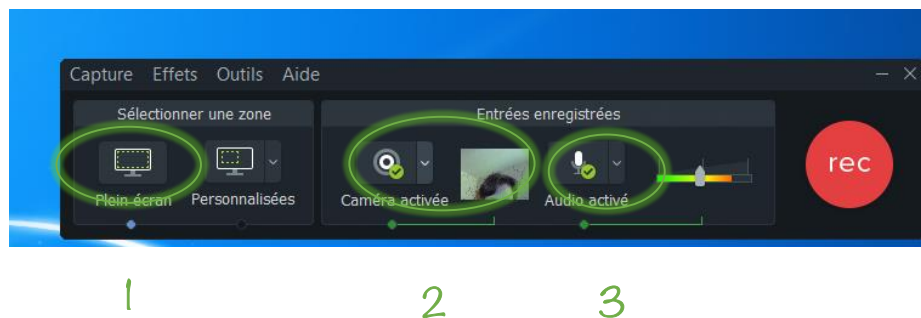 Capture Effets Outils Aide
Sélectionner une zone
Entrées enregistrées
rec
Plein écran Personnalisées
Caméra activée
Audio activé
1 2 3